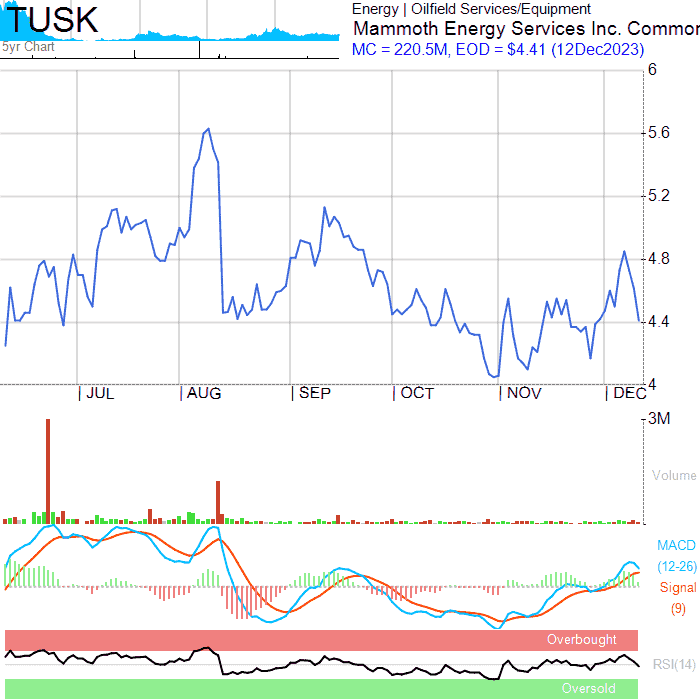 TUSK
5yr Chart
Energy | Oilfield Services/Equipment
Mammoth Energy Services Inc. Common
MC = 220.5M, EOD = $4.41 (12Dec2023)
6
5.6
5.2
4.8
4.4
4
| JUL | AUG | SEP | OCT | NOV | DEC
3M
Volume
MACD
(12-26)
Signal
(9)
Overbought
RSI(14)
Oversold